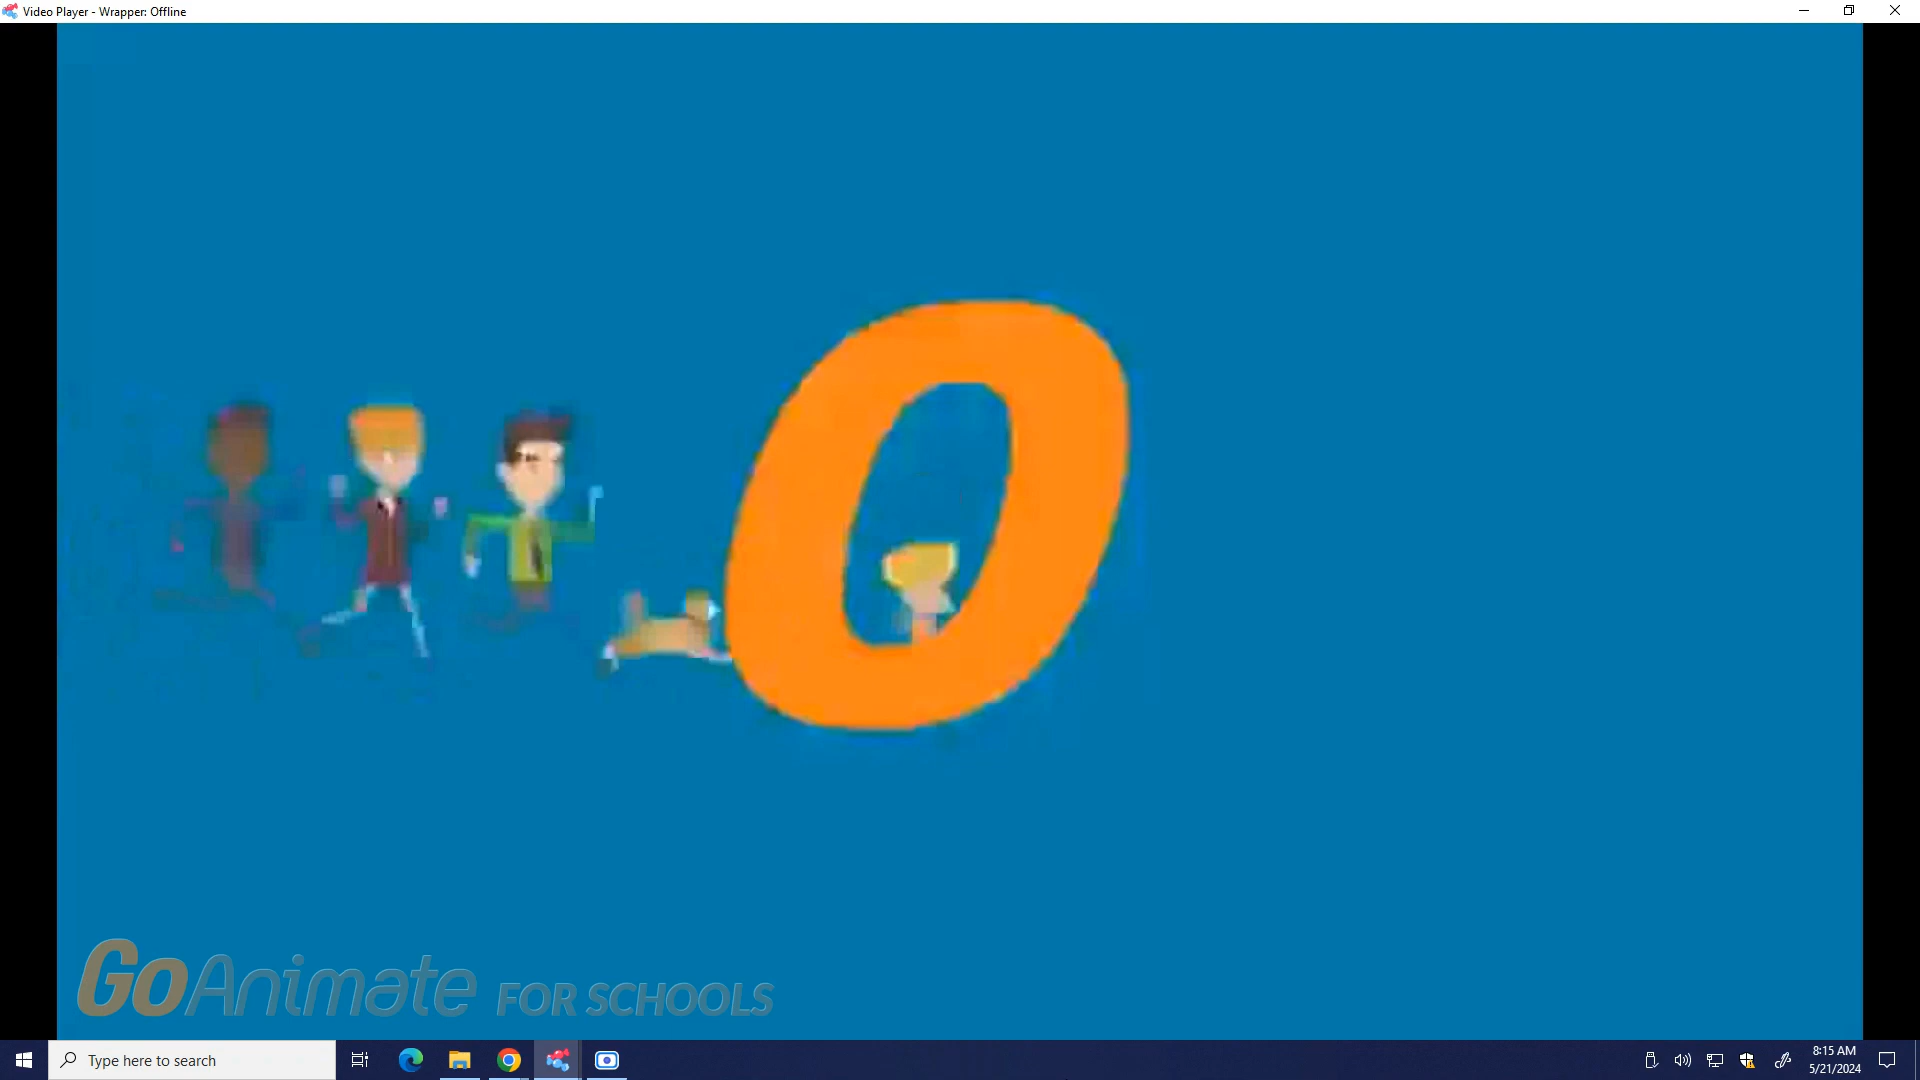 Video Player - Wrapper: Offline
O
GoAnimate FOR SCHOOLS
Type here to search
8:15 AM
5/21/2024